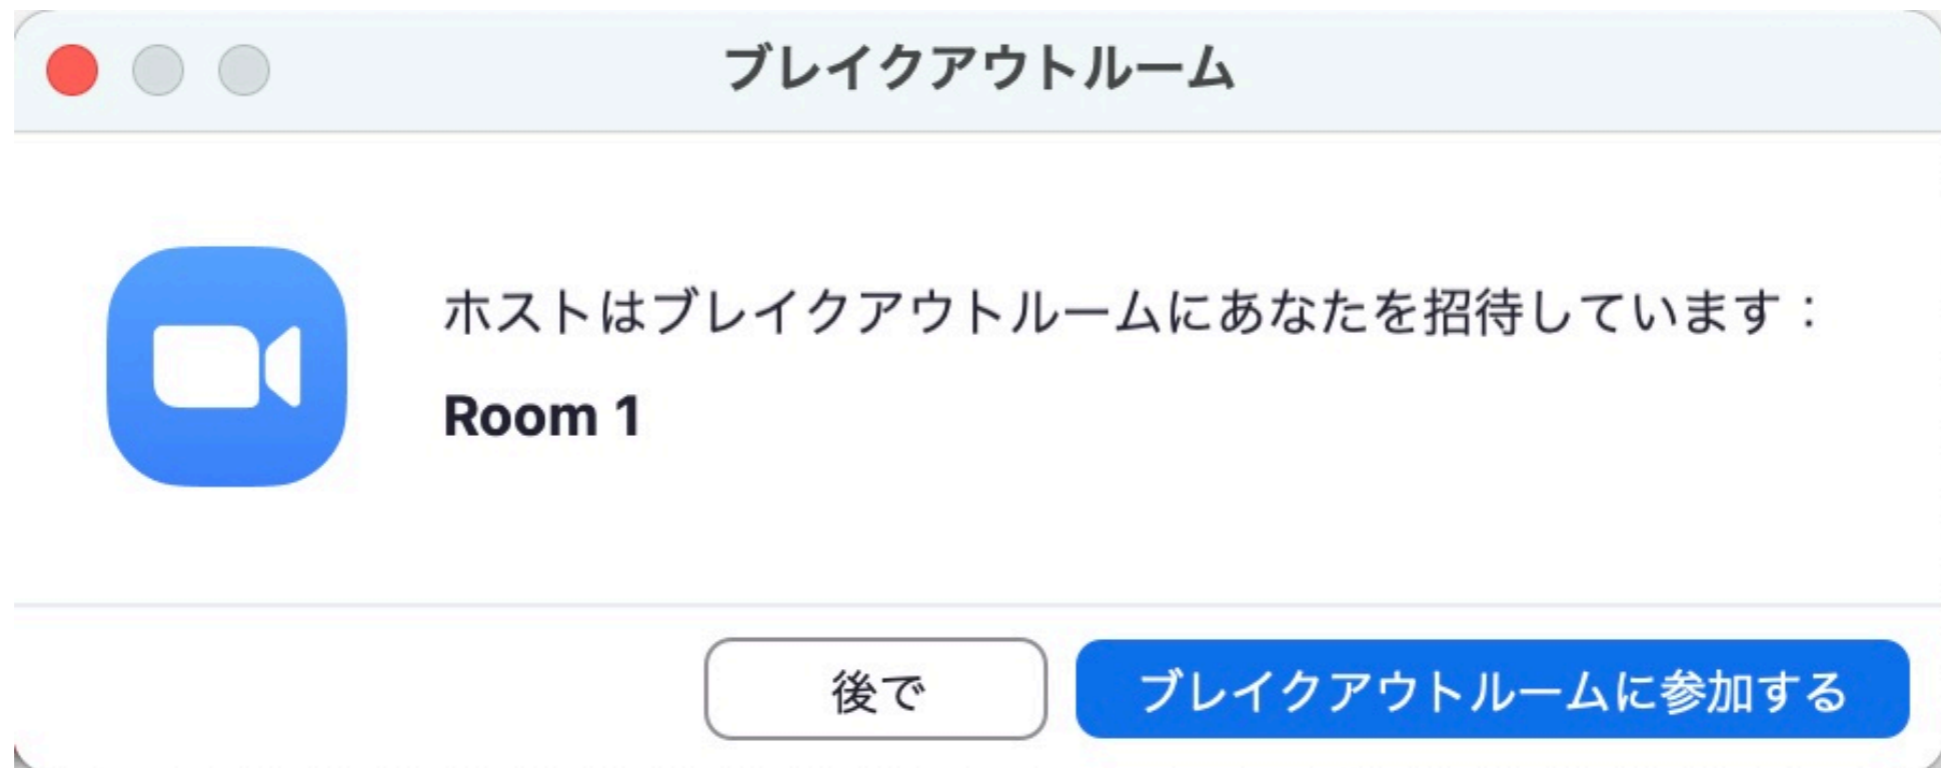 ブレイクアウトルーム
ホストはブレイクアウトルームにあなたを招待しています：
Room 1
後で
ブレイクアウトルームに参加する